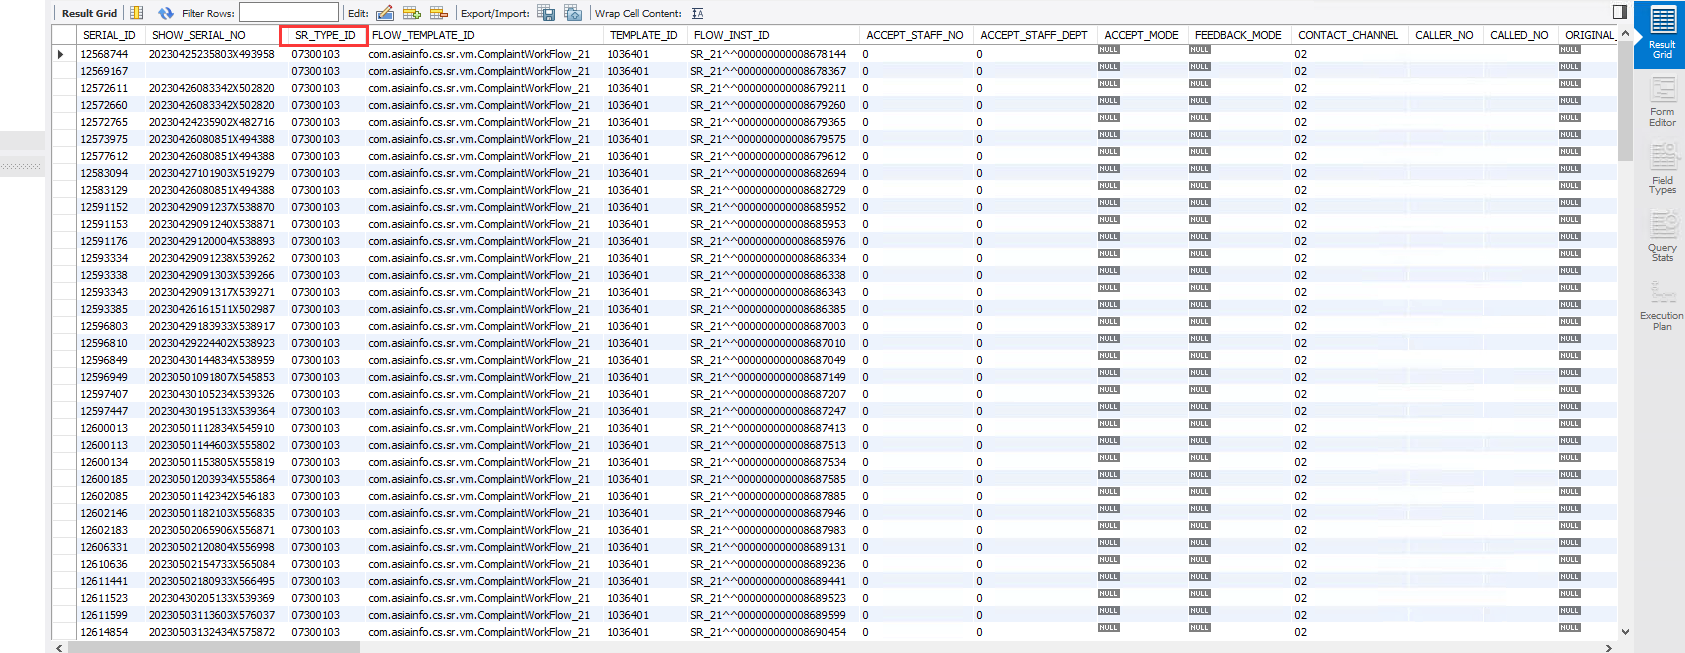 Result Grid Filter Rows: Edit: Export/Import: Wrap Cell Content: IA
SERIAL_ID SHOW_SERIAL_NO SR_TYPE_ID FLOW_TEMPLATE_ID TEMPLATE_ID FLOW_INST_ID ACCEPT_STAFF_NO ACCEPT_STAFF_DEPT ACCEPT_MODE FEEDBACK_MODE CONTACT_CHANNEL CALLER_NO CALLED_NO ORIGINAL_
12568744 20230425235803X493958 07300103 com.asiainfo.cs.sr.vm.ComplaintWorkFlow_21 1036401 SR_21^^000000000008678144 0 0 NULL NULL 02 NULL
12569167 07300103 com.asiainfo.cs.sr.vm.ComplaintWorkFlow_21 1036401 SR_21^^000000000008678367 0 0 NULL NULL 02 NULL
12572611 20230426083342X502820 07300103 com.asiainfo.cs.sr.vm.ComplaintWorkFlow_21 1036401 SR_21^^000000000008679211 0 0 NULL NULL 02 NULL
12572660 20230426083342X502820 07300103 com.asiainfo.cs.sr.vm.ComplaintWorkFlow_21 1036401 SR_21^^000000000008679260 0 0 NULL NULL 02 NULL
12572765 20230424235902X482716 07300103 com.asiainfo.cs.sr.vm.ComplaintWorkFlow_21 1036401 SR_21^^000000000008679365 0 0 NULL NULL 02 NULL
12573975 20230426080851X494388 07300103 com.asiainfo.cs.sr.vm.ComplaintWorkFlow_21 1036401 SR_21^^000000000008679575 0 0 NULL NULL 02 NULL
12577612 20230426080851X494388 07300103 com.asiainfo.cs.sr.vm.ComplaintWorkFlow_21 1036401 SR_21^^000000000008679612 0 0 NULL NULL 02 NULL
12583094 20230427101903X519279 07300103 com.asiainfo.cs.sr.vm.ComplaintWorkFlow_21 1036401 SR_21^^000000000008682694 0 0 NULL NULL 02 NULL
12583129 20230426080851X494388 07300103 com.asiainfo.cs.sr.vm.ComplaintWorkFlow_21 1036401 SR_21^^000000000008682729 0 0 NULL NULL 02 NULL
12591152 20230429091237X538870 07300103 com.asiainfo.cs.sr.vm.ComplaintWorkFlow_21 1036401 SR_21^^000000000008685952 0 0 NULL NULL 02 NULL
12591153 20230429091240X538871 07300103 com.asiainfo.cs.sr.vm.ComplaintWorkFlow_21 1036401 SR_21^^000000000008685953 0 0 NULL NULL 02 NULL
12591176 20230429120004X538893 07300103 com.asiainfo.cs.sr.vm.ComplaintWorkFlow_21 1036401 SR_21^^000000000008685976 0 0 NULL NULL 02 NULL
12593334 20230429091238X539262 07300103 com.asiainfo.cs.sr.vm.ComplaintWorkFlow_21 1036401 SR_21^^000000000008686334 0 0 NULL NULL 02 NULL
12593338 20230429091303X539266 07300103 com.asiainfo.cs.sr.vm.ComplaintWorkFlow_21 1036401 SR_21^^000000000008686338 0 0 NULL NULL 02 NULL
12593343 20230429091317X539271 07300103 com.asiainfo.cs.sr.vm.ComplaintWorkFlow_21 1036401 SR_21^^000000000008686343 0 0 NULL NULL 02 NULL
12593385 20230426161511X502987 07300103 com.asiainfo.cs.sr.vm.ComplaintWorkFlow_21 1036401 SR_21^^000000000008686385 0 0 NULL NULL 02 NULL
12596803 20230429183933X538917 07300103 com.asiainfo.cs.sr.vm.ComplaintWorkFlow_21 1036401 SR_21^^000000000008687003 0 0 NULL NULL 02 NULL
12596810 20230429224402X538923 07300103 com.asiainfo.cs.sr.vm.ComplaintWorkFlow_21 1036401 SR_21^^000000000008687010 0 0 NULL NULL 02 NULL
12596849 20230430144834X538959 07300103 com.asiainfo.cs.sr.vm.ComplaintWorkFlow_21 1036401 SR_21^^000000000008687049 0 0 NULL NULL 02 NULL
12596949 20230501091807X545853 07300103 com.asiainfo.cs.sr.vm.ComplaintWorkFlow_21 1036401 SR_21^^000000000008687149 0 0 NULL NULL 02 NULL
12597407 20230430105234X539326 07300103 com.asiainfo.cs.sr.vm.ComplaintWorkFlow_21 1036401 SR_21^^000000000008687207 0 0 NULL NULL 02 NULL
12597447 20230430195133X539364 07300103 com.asiainfo.cs.sr.vm.ComplaintWorkFlow_21 1036401 SR_21^^000000000008687247 0 0 NULL NULL 02 NULL
12600013 20230501112834X545910 07300103 com.asiainfo.cs.sr.vm.ComplaintWorkFlow_21 1036401 SR_21^^000000000008687413 0 0 NULL NULL 02 NULL
12600113 20230501144603X555802 07300103 com.asiainfo.cs.sr.vm.ComplaintWorkFlow_21 1036401 SR_21^^000000000008687513 0 0 NULL NULL 02 NULL
12600134 20230501153805X555819 07300103 com.asiainfo.cs.sr.vm.ComplaintWorkFlow_21 1036401 SR_21^^000000000008687534 0 0 NULL NULL 02 NULL
12600185 20230501203934X555864 07300103 com.asiainfo.cs.sr.vm.ComplaintWorkFlow_21 1036401 SR_21^^000000000008687585 0 0 NULL NULL 02 NULL
12602085 20230501142342X546183 07300103 com.asiainfo.cs.sr.vm.ComplaintWorkFlow_21 1036401 SR_21^^000000000008687885 0 0 NULL NULL 02 NULL
12602146 20230501182103X556835 07300103 com.asiainfo.cs.sr.vm.ComplaintWorkFlow_21 1036401 SR_21^^000000000008687946 0 0 NULL NULL 02 NULL
12602183 20230502065906X556871 07300103 com.asiainfo.cs.sr.vm.ComplaintWorkFlow_21 1036401 SR_21^^000000000008687983 0 0 NULL NULL 02 NULL
12606331 20230502120804X556998 07300103 com.asiainfo.cs.sr.vm.ComplaintWorkFlow_21 1036401 SR_21^^000000000008689131 0 0 NULL NULL 02 NULL
12610636 20230502154733X565084 07300103 com.asiainfo.cs.sr.vm.ComplaintWorkFlow_21 1036401 SR_21^^000000000008689236 0 0 NULL NULL 02 NULL
12611441 20230502180933X566495 07300103 com.asiainfo.cs.sr.vm.ComplaintWorkFlow_21 1036401 SR_21^^000000000008689441 0 0 NULL NULL 02 NULL
12611523 20230430205133X539369 07300103 com.asiainfo.cs.sr.vm.ComplaintWorkFlow_21 1036401 SR_21^^000000000008689523 0 0 NULL NULL 02 NULL
12611599 20230503113603X576037 07300103 com.asiainfo.cs.sr.vm.ComplaintWorkFlow_21 1036401 SR_21^^000000000008689599 0 0 NULL NULL 02 NULL
12614854 20230503132434X575872 07300103 com.asiainfo.cs.sr.vm.ComplaintWorkFlow_21 1036401 SR_21^^000000000008690454 0 0 NULL NULL 02 NULL
Result
Grid
Form
Editor
Field
Types
Query
Stats
Execution
Plan